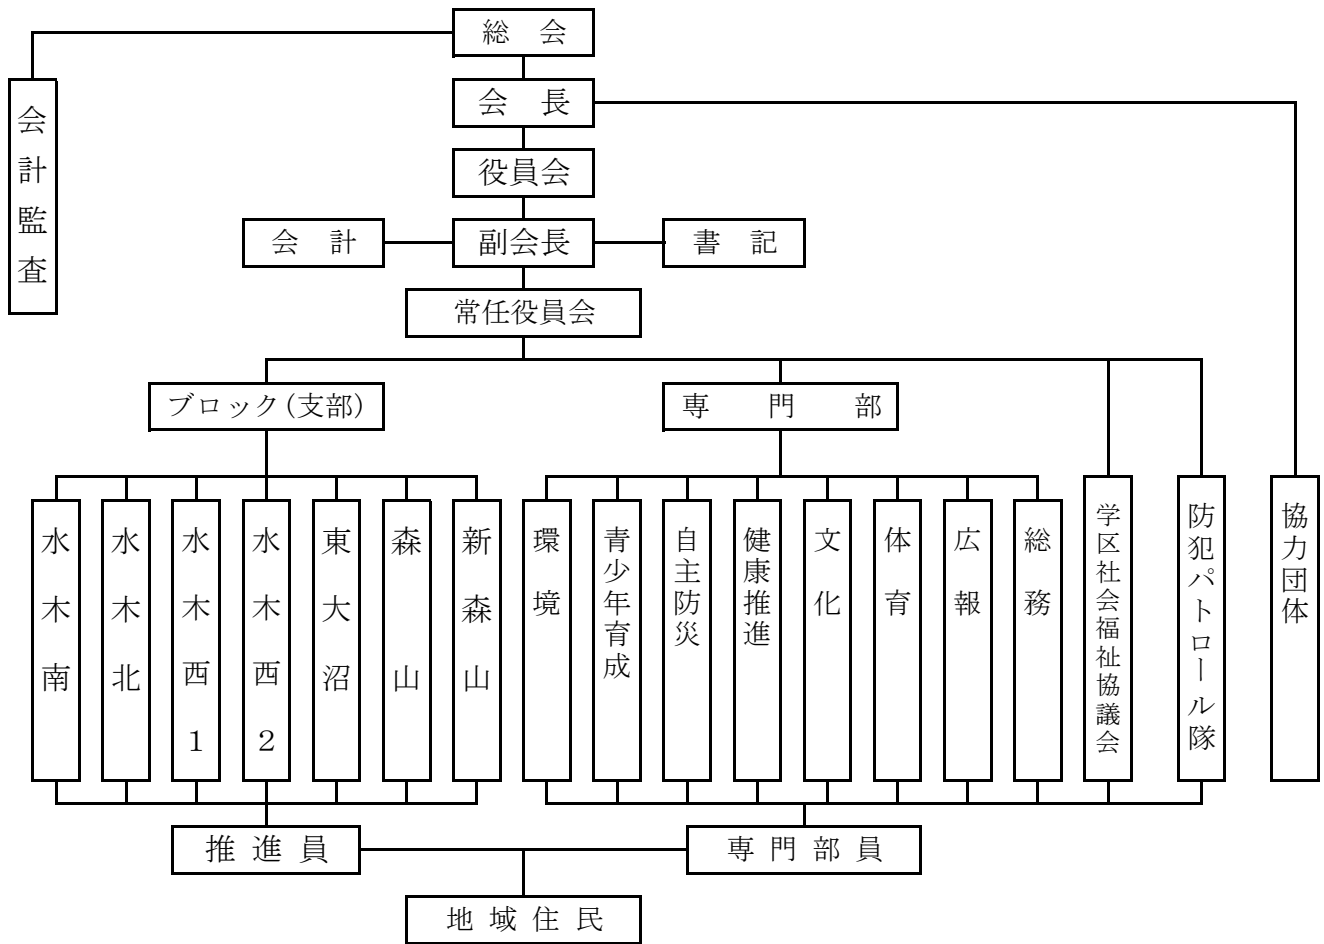 総　会
会計監査
会　長
役員会
会　計
副会長
書　記
常任役員会
ブロック(支部)
専　門　部
水木南
水木北
水木西１
水木西２
東大沼
森山
新森山
環境
青少年育成
自主防災
健康推進
文化
体育
広報
総務
学区社会福祉協議会
防犯パトロール隊
協力団体
推進員
専門部員
地域住民